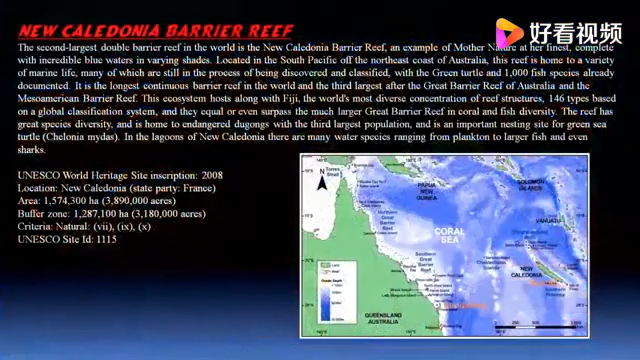 NEW CALEDONIA BARRIER REEF
好看视频
The second-largest double barrier reef in the world is the New Caledonia Barrier Reef, an example of Mother Nature at her finest, complete
with incredible blue waters in varying shades. Located in the South Pacific off the northeast coast of Australia, this reef is home to a variety
of marine life, many of which are still in the process of being discovered and classified, with the Green turtle and 1,000 fish species already
documented. It is the longest continuous barrier reef in the world and the third largest after the Great Barrier Reef of Australia and the
Mesoamerican Barrier Reef. This ecosystem hosts along with Fiji, the world's most diverse concentration of reef structures, 146 types based
on a global classification system, and they equal or even surpass the much larger Great Barrier Reef in coral and fish diversity. The reef has
great species diversity, and is home to endangered dugongs with the third largest population, and is an important nesting site for green sea
turtle (Chelonia mydas). In the lagoons of New Caledonia there are many water species ranging from plankton to larger fish and even
sharks.
UNESCO World Heritage Site inscription: 2008
Location: New Caledonia (state party: France)
Area: 1,574,300 ha (3,890,000 acres)
Buffer zone: 1,287,100 ha (3,180,000 acres)
Criteria: Natural: (vii), (ix), (x)
UNESCO Site Id: 1115
N
Torres
Strait
PAPUA
NEW
GUINEA
SOLOMON
ISLANDS
Northern
Great
Barrier
Reef
CORAL
SEA
VANUATU
Southern
Great
Barrier
Reef
NEW
CALEDONIA
QUEENSLAND
AUSTRALIA